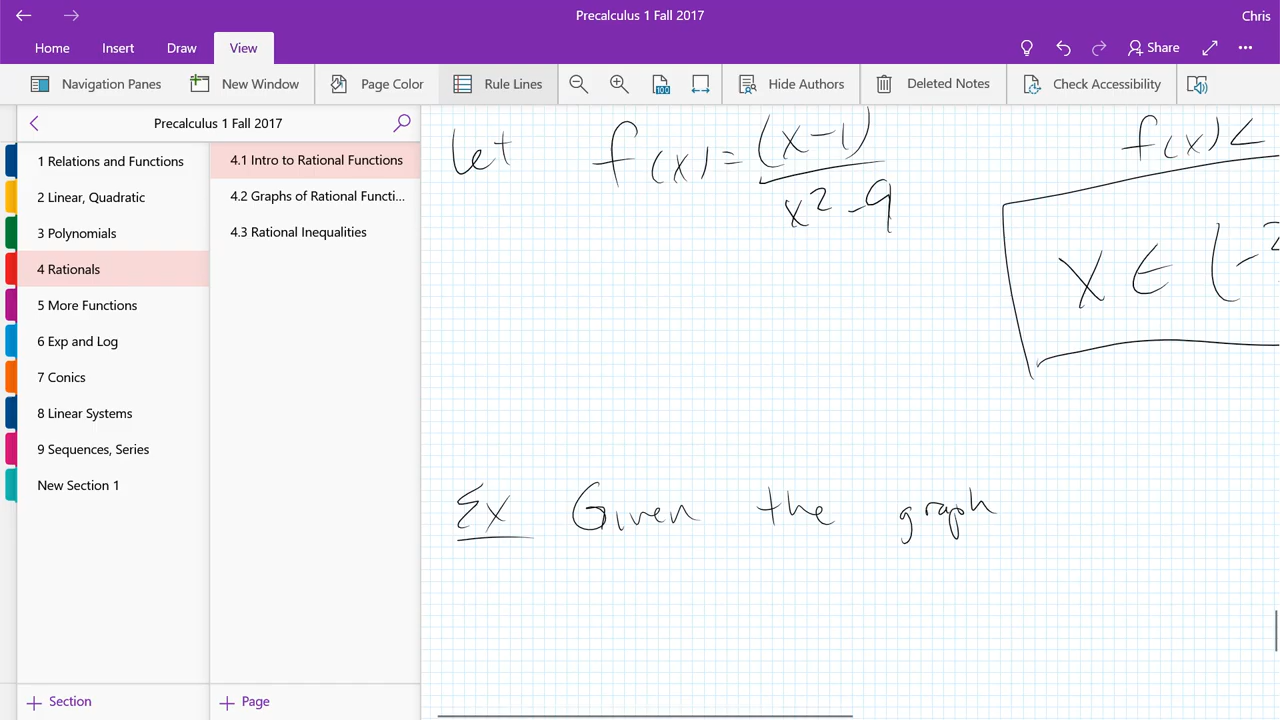 Precalculus 1 Fall 2017
Chris
Home Insert Draw View
Share
Navigation Panes New Window Page Color Rule Lines 100 Hide Authors Deleted Notes Check Accessibility
Precalculus 1 Fall 2017
1 Relations and Functions
2 Linear, Quadratic
3 Polynomials
4 Rationals
5 More Functions
6 Exp and Log
7 Conics
8 Linear Systems
9 Sequences, Series
New Section 1
+ Section
4.1 Intro to Rational Functions
4.2 Graphs of Rational Functi...
4.3 Rational Inequalities
+ Page
let f(x) = (x-1)
x² - 9
f(x) <
x ∈ (-
Ex Given the graph